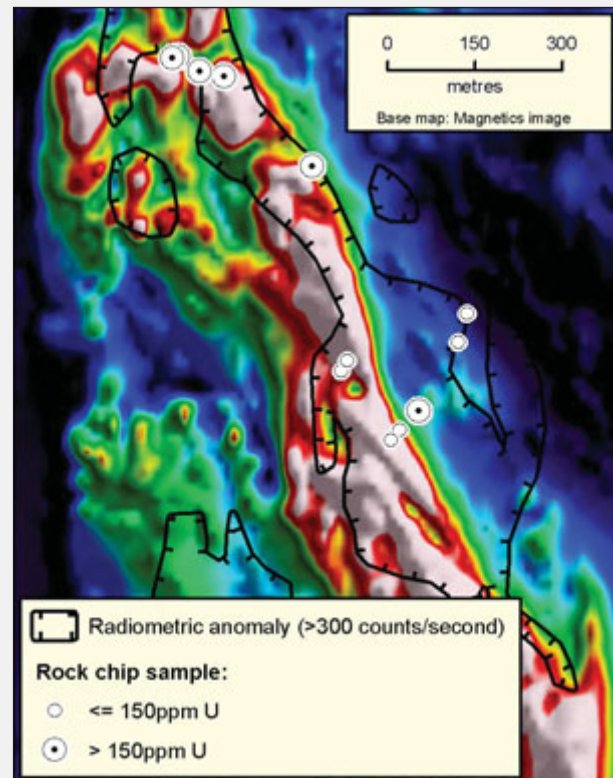 0 150 300
metres
Base map: Magnetics image
Radiometric anomaly (>300 counts/second)
Rock chip sample:
<= 150ppm U
> 150ppm U